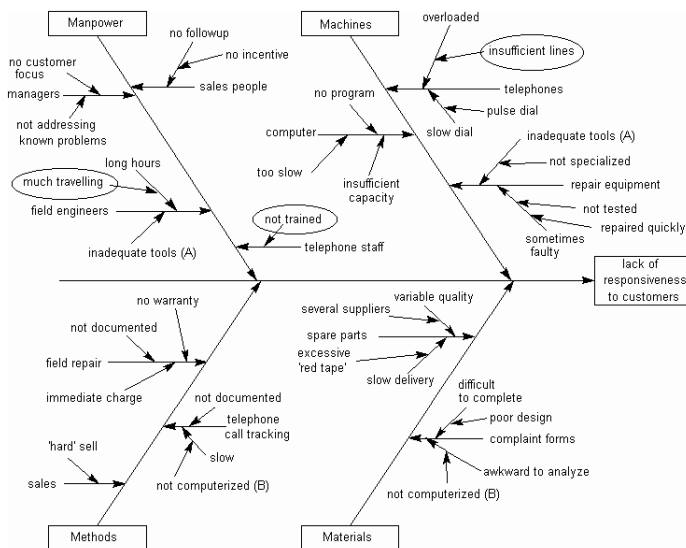 Manpower
no followup
no incentive
no customer
focus
managers
sales people
not addressing
known problems
long hours
much travelling
field engineers
inadequate tools (A)
not trained
telephone staff
Machines
overloaded
insufficient lines
no program
telephones
pulse dial
computer
slow dial
too slow
insufficient
capacity
inadequate tools (A)
not specialized
repair equipment
not tested
repaired quickly
sometimes
faulty
lack of
responsiveness
to customers
no warranty
not documented
field repair
immediate charge
not documented
telephone
call tracking
slow
'hard' sell
sales
not computerized (B)
Methods
variable quality
several suppliers
spare parts
excessive
'red tape'
slow delivery
difficult
to complete
poor design
complaint forms
awkward to analyze
not computerized (B)
Materials